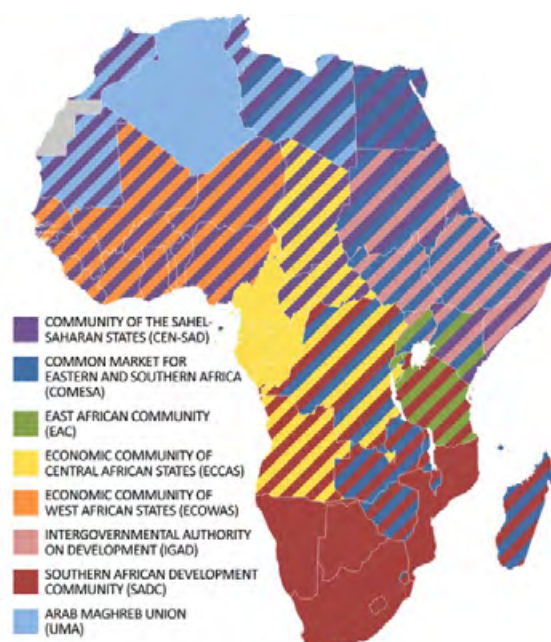 COMMUNITY OF THE SAHEL-
SAHARAN STATES (CEN-SAD)
COMMON MARKET FOR
EASTERN AND SOUTHERN AFRICA
(COMESA)
EAST AFRICAN COMMUNITY
(EAC)
ECONOMIC COMMUNITY OF
CENTRAL AFRICAN STATES (ECCAS)
ECONOMIC COMMUNITY OF
WEST AFRICAN STATES (ECOWAS)
INTERGOVERNMENTAL AUTHORITY
ON DEVELOPMENT (IGAD)
SOUTHERN AFRICAN DEVELOPMENT
COMMUNITY (SADC)
ARAB MAGHREB UNION
(UMA)